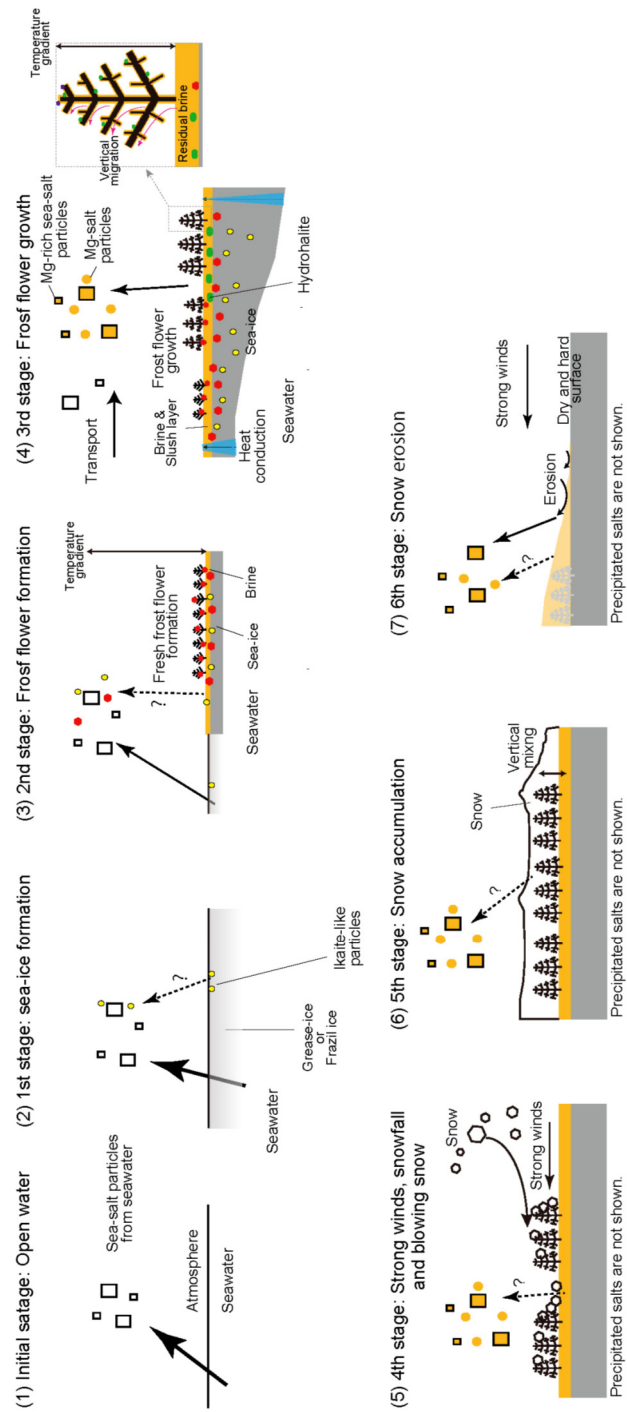 (1) Initial satage: Open water
Sea-salt particles
from seawater
Atmosphere
Seawater
(2) 1st stage: sea-ice formation
?
Ikaite-like
particles
Grease-ice
or
Frazil ice
Seawater
(3) 2nd stage: Frosf flower formation
Temperature
gradient
?
Fresh frost flower
formation
Brine
Sea-ice
Seawater
(4) 3rd stage: Frosf flower growth
Mg-rich sea-salt
particles
Mg-salt
particles
Transport
Temperature
gradient
Vertical
migration
Residual brine
Frost flower
growth
Brine &
Slush layer
Heat
conduction
Sea-ice
Seawater
Hydrohalite
(5) 4th stage: Strong winds, snowfall
and blowing snow
Snow
?
Strong winds
Precipitated salts are not shown.
(6) 5th stage: Snow accumulation
?
Snow
Vertical
mixng
Precipitated salts are not shown.
(7) 6th stage: Snow erosion
Strong winds
?
Erosion
Dry and hard
surface
Precipitated salts are not shown.